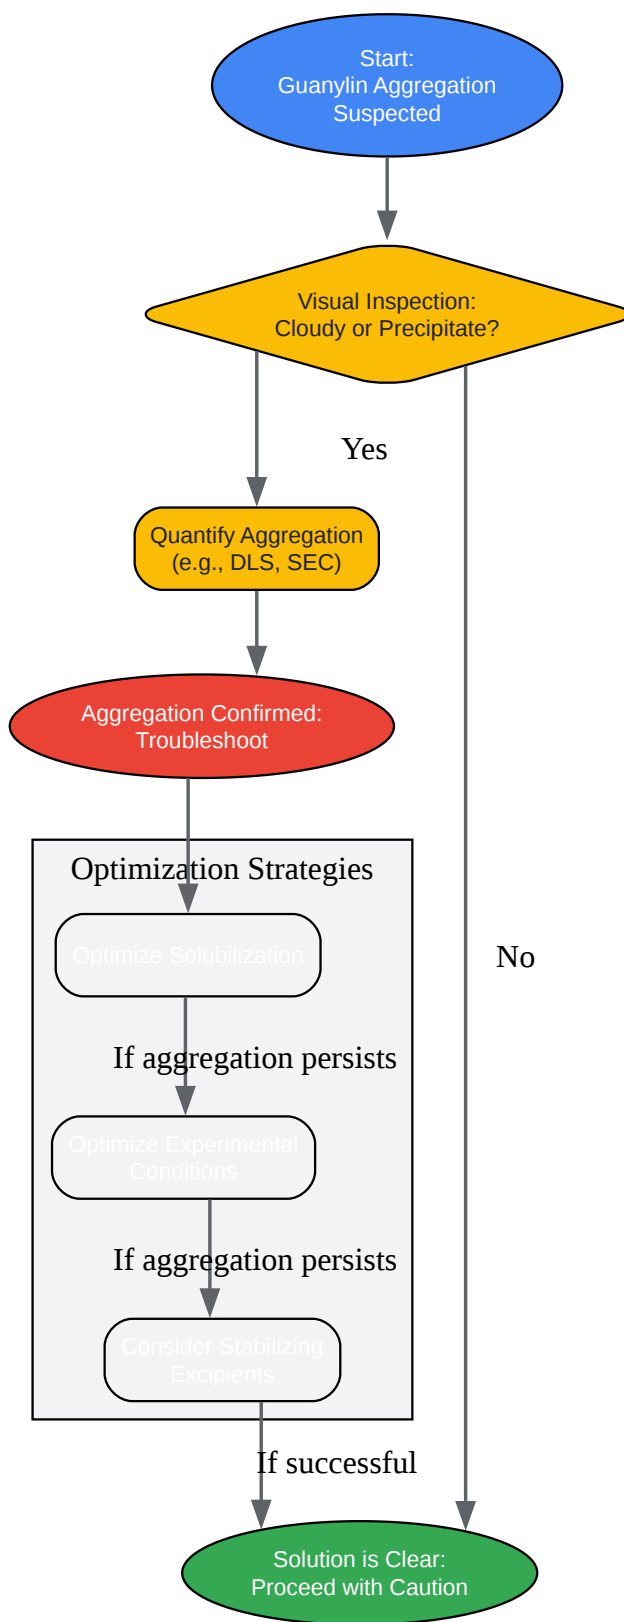 Start:
Guanylin Aggregation
Suspected
Visual Inspection:
Cloudy or Precipitate?
Yes
Quantify Aggregation
(e.g., DLS, SEC)
Aggregation Confirmed:
Troubleshoot
Optimization Strategies
Optimize Solubilization
No
If aggregation persists
Optimize Experimental
Conditions
If aggregation persists
Consider Stabilizing
Excipients
If successful
Solution is Clear:
Proceed with Caution